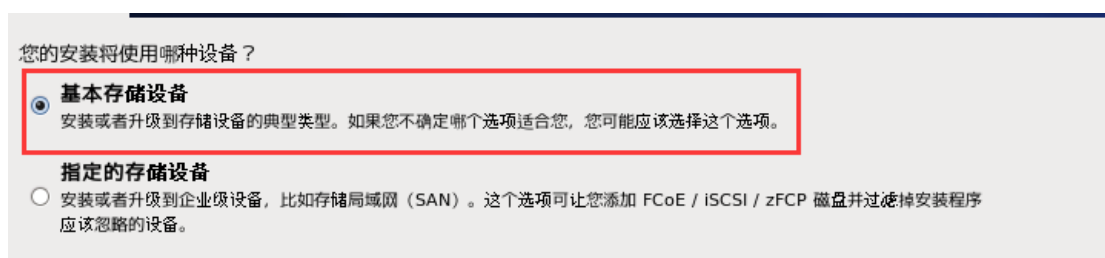 您的安装将使用哪种设备？
基本存储设备
安装或者升级到存储设备的典型类型。如果您不确定哪个选项适合您，您可能应该选择这个选项。
指定的存储设备
安装或者升级到企业级设备，比如存储局域网（SAN）。这个选项可让您添加 FCoE / iSCSI / zFCP 磁盘并过滤掉安装程序
应该忽略的设备。